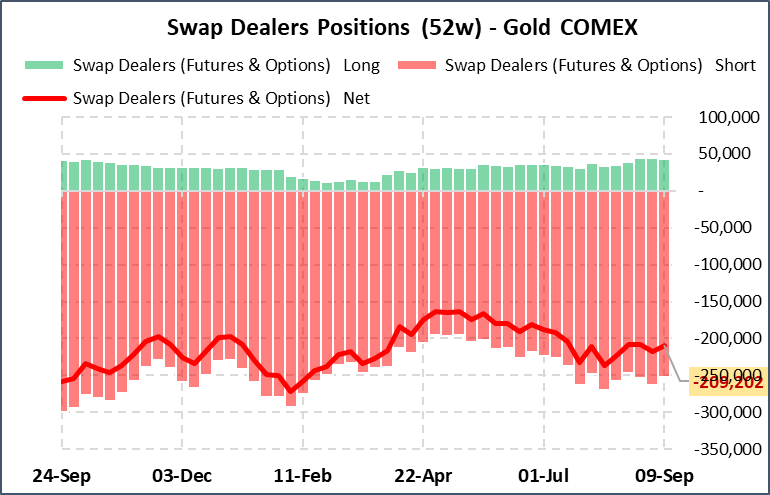 Swap Dealers Positions (52w) - Gold COMEX
Swap Dealers (Futures & Options) Long Swap Dealers (Futures & Options) Short
Swap Dealers (Futures & Options) Net
100,000
50,000
-
-50,000
-100,000
-150,000
-200,000
-250,000
-209,202
-300,000
-350,000
24-Sep 03-Dec 11-Feb 22-Apr 01-Jul 09-Sep